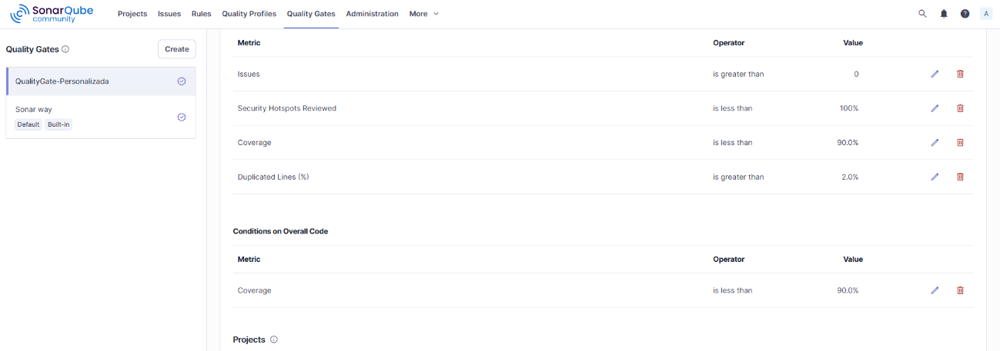 SonarQube
community
Projects Issues Rules Quality Profiles Quality Gates Administration More
? A
Quality Gates
Create
QualityGate-Personalizada
Sonar way
Default Built-in
Metric Operator Value
Issues is greater than 0
Security Hotspots Reviewed is less than 100%
Coverage is less than 90.0%
Duplicated Lines (%) is greater than 2.0%
Conditions on Overall Code
Metric Operator Value
Coverage is less than 90.0%
Projects